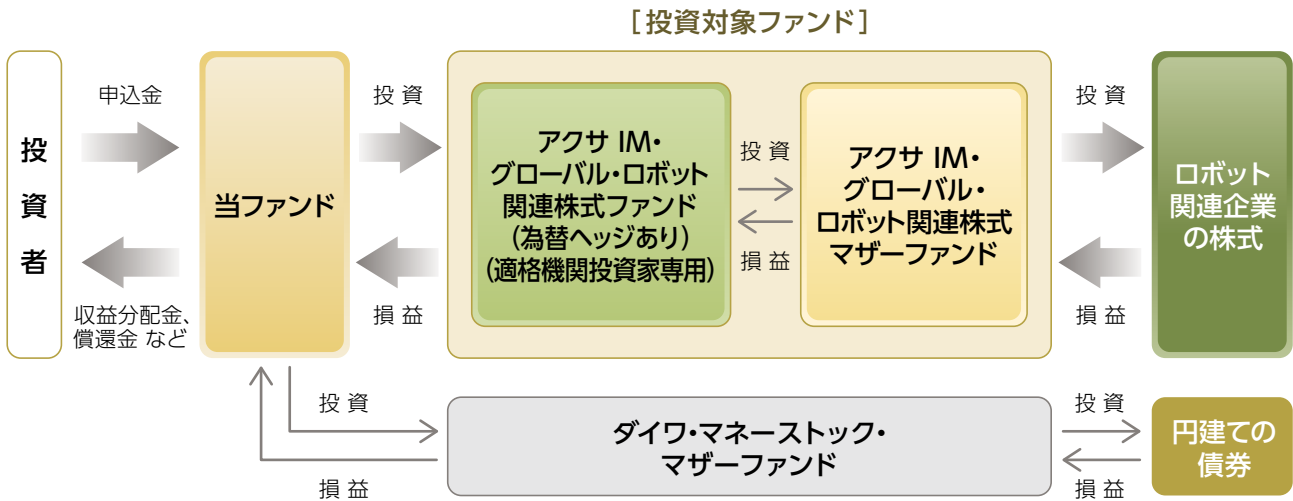 [投資対象ファンド]
投資者
申込金
収益分配金、
償還金 など
当ファンド
投 資
損 益
アクサ IM・
グローバル・ロボット
関連株式ファンド
(為替ヘッジあり)
(適格機関投資家専用)
投 資
損 益
アクサ IM・
グローバル・
ロボット関連株式
マザーファンド
投 資
損 益
ロボット
関連企業
の株式
投 資
損 益
ダイワ・マネーストック・
マザーファンド
投 資
損 益
円建ての
債券